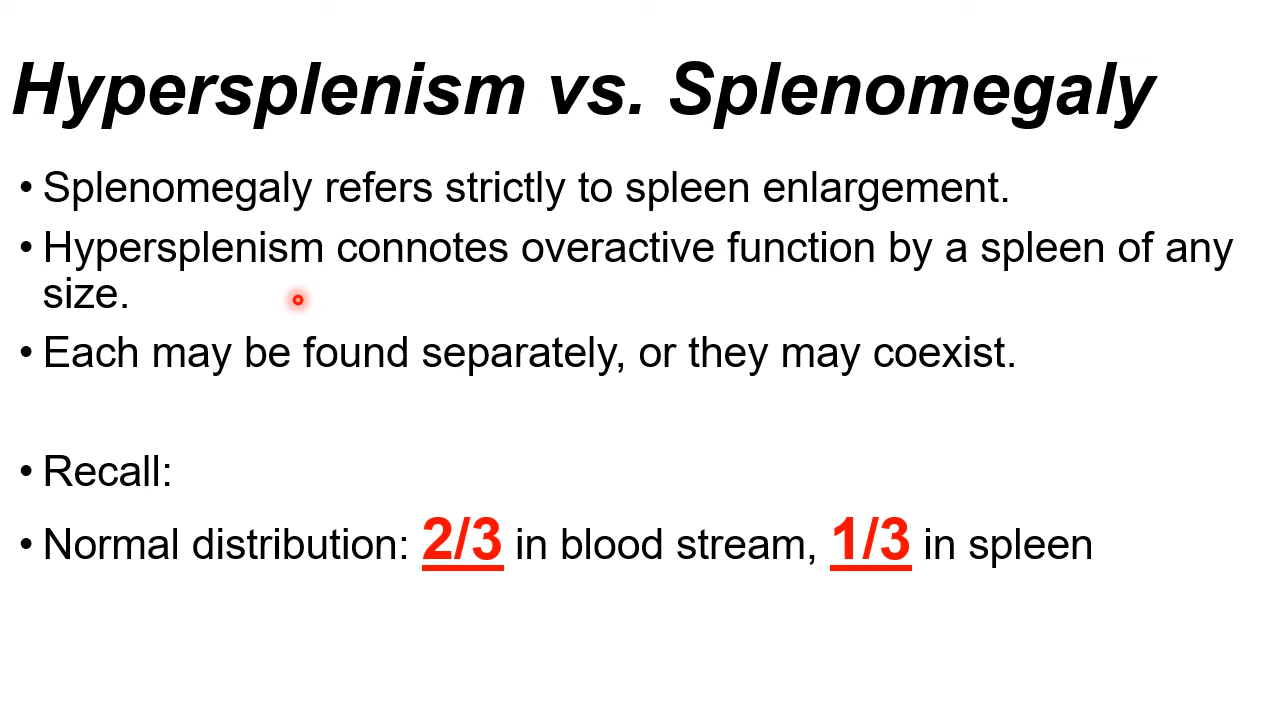 Hypersplenism vs. Splenomegaly
• Splenomegaly refers strictly to spleen enlargement.
• Hypersplenism connotes overactive function by a spleen of any
size.
• Each may be found separately, or they may coexist.
• Recall:
• Normal distribution: 2/3 in blood stream, 1/3 in spleen